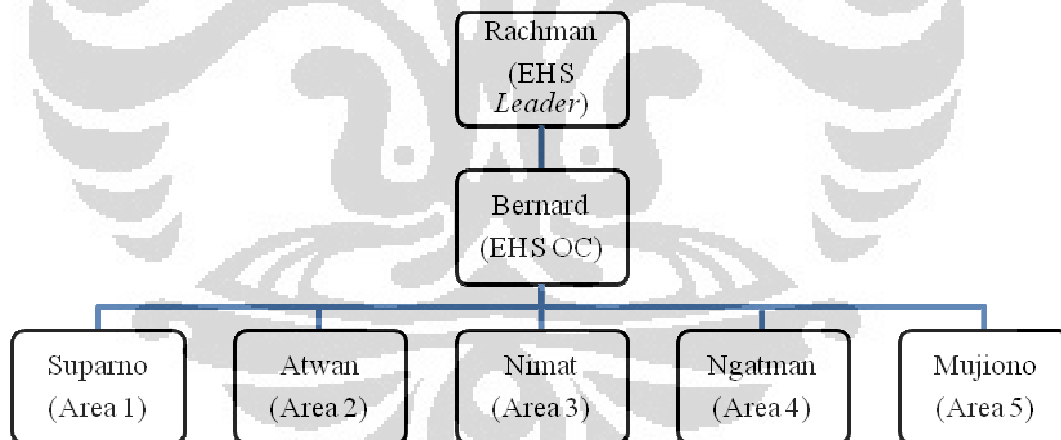 Rachman
(EHS
Leader)
Bernard
(EHS OC)
Suparno
(Area 1)
Atwan
(Area 2)
Nimat
(Area 3)
Ngatman
(Area 4)
Mujiono
(Area 5)